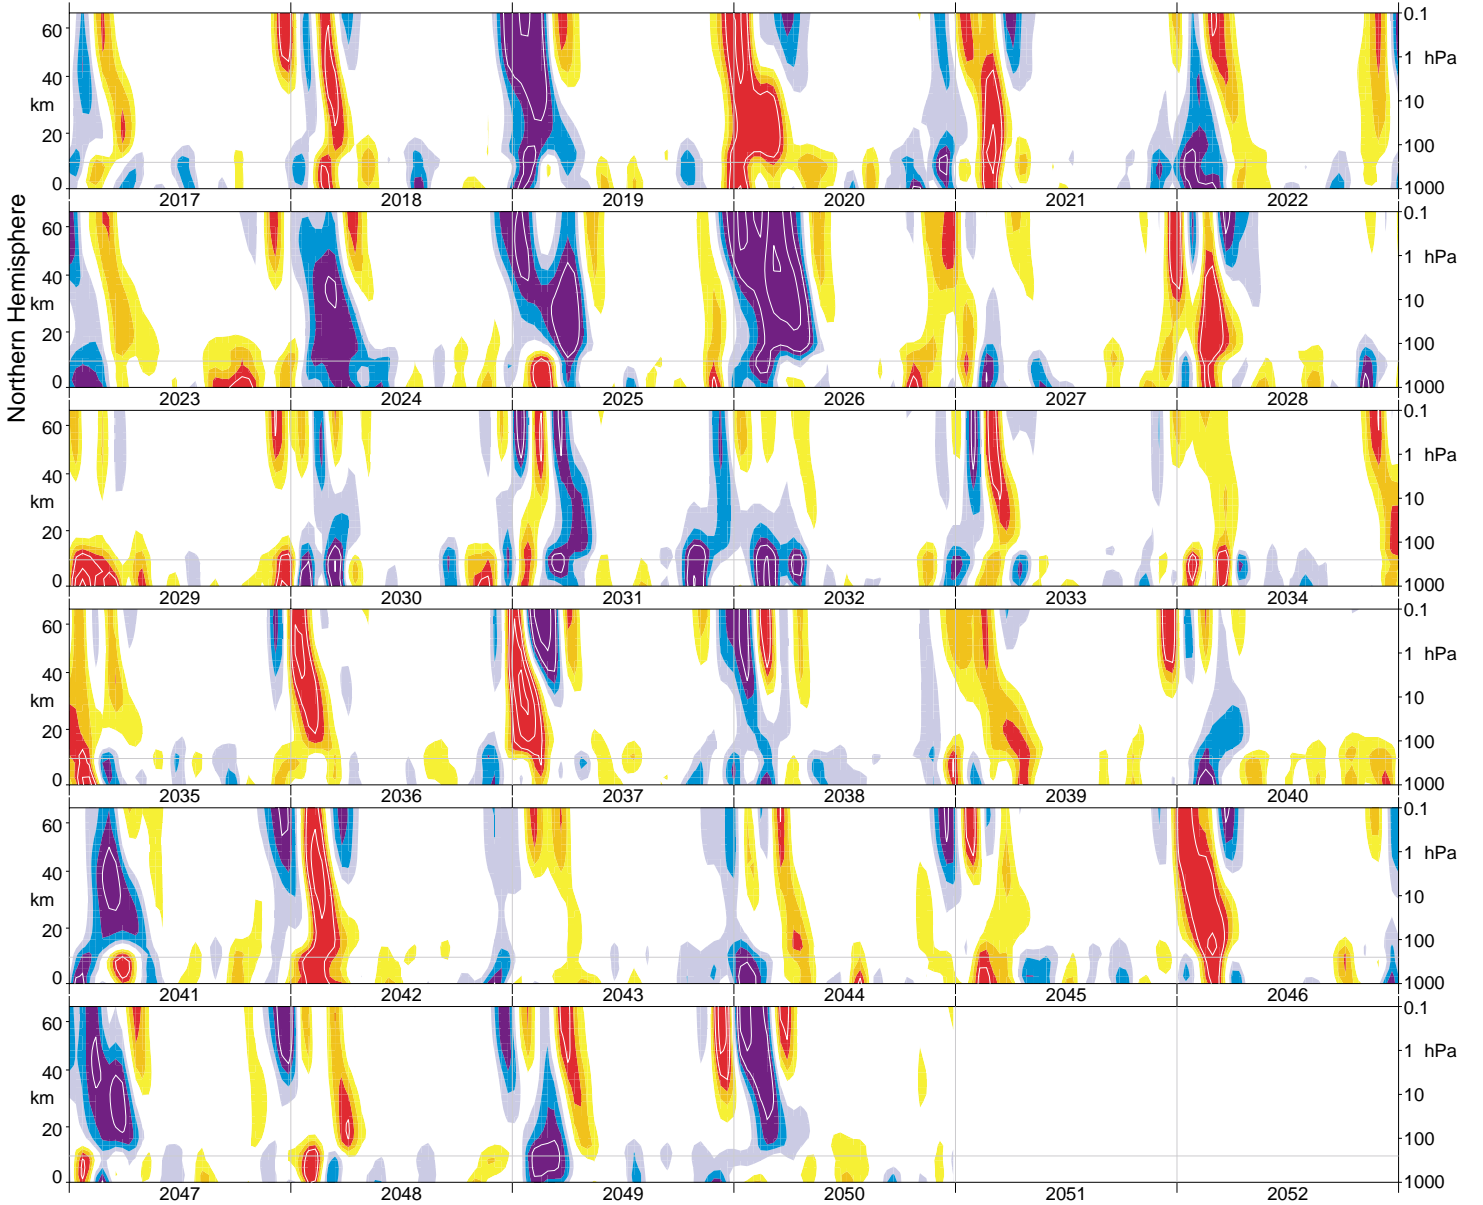 Northern Hemisphere
60 0.1
1 hPa
40
km
10
20
100
0 1000
2017 2018 2019 2020 2021 2022
60 0.1
1 hPa
40
km
10
20
100
0 1000
2023 2024 2025 2026 2027 2028
60 0.1
1 hPa
40
km
10
20
100
0 1000
2029 2030 2031 2032 2033 2034
60 0.1
1 hPa
40
km
10
20
100
0 1000
2035 2036 2037 2038 2039 2040
60 0.1
1 hPa
40
km
10
20
100
0 1000
2041 2042 2043 2044 2045 2046
60 0.1
1 hPa
40
km
10
20
100
0 1000
2047 2048 2049 2050 2051 2052